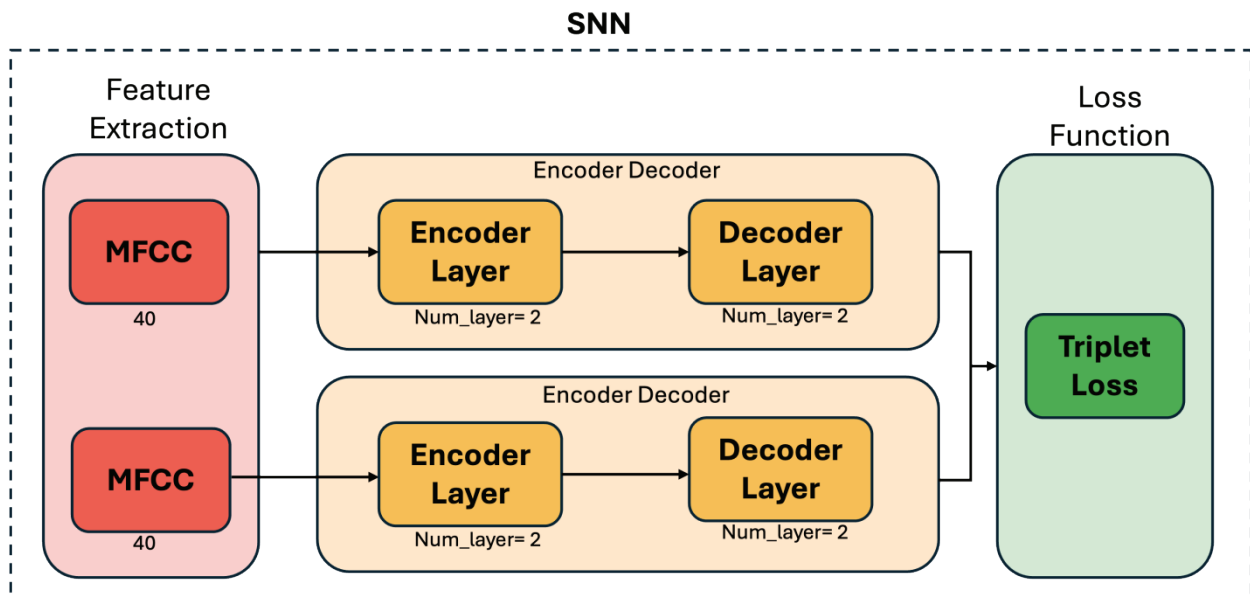 SNN
Feature
Extraction
Loss
Function
Encoder Decoder
MFCC
40
Encoder
Layer
Num_layer= 2
Decoder
Layer
Num_layer= 2
Triplet
Loss
Encoder Decoder
MFCC
40
Encoder
Layer
Num_layer= 2
Decoder
Layer
Num_layer= 2